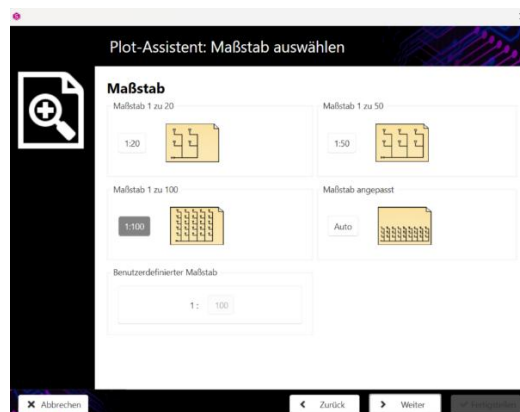 Plot-Assistent: Maßstab auswählen
Maßstab
Maßstab 1 zu 20
Maßstab 1 zu 50
1:20
1:50
Maßstab 1 zu 100
Maßstab angepasst
1:100
Auto
Benutzerdefinierter Maßstab
1: 100
Abbrechen
Zurück
Weiter
Fertigstellen